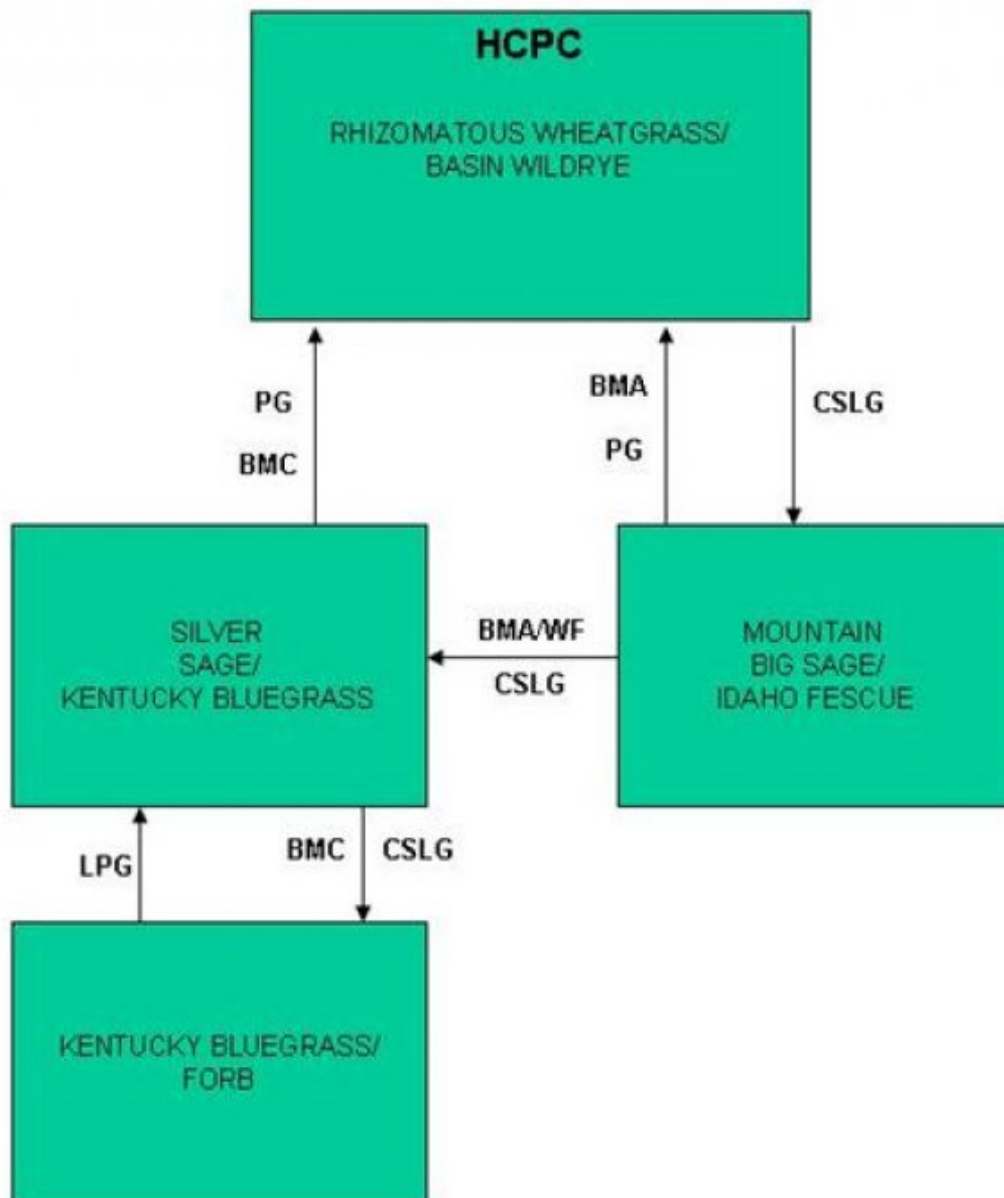 HCPC
RHIZOMATOUS WHEATGRASS/
BASIN WILDRYE
PG
BMC
BMA
PG
CSLG
SILVER
SAGE/
KENTUCKY BLUEGRASS
BMA/WF
CSLG
MOUNTAIN
BIG SAGE/
IDAHO FESCUE
LPG
BMC
CSLG
KENTUCKY BLUEGRASS/
FORB